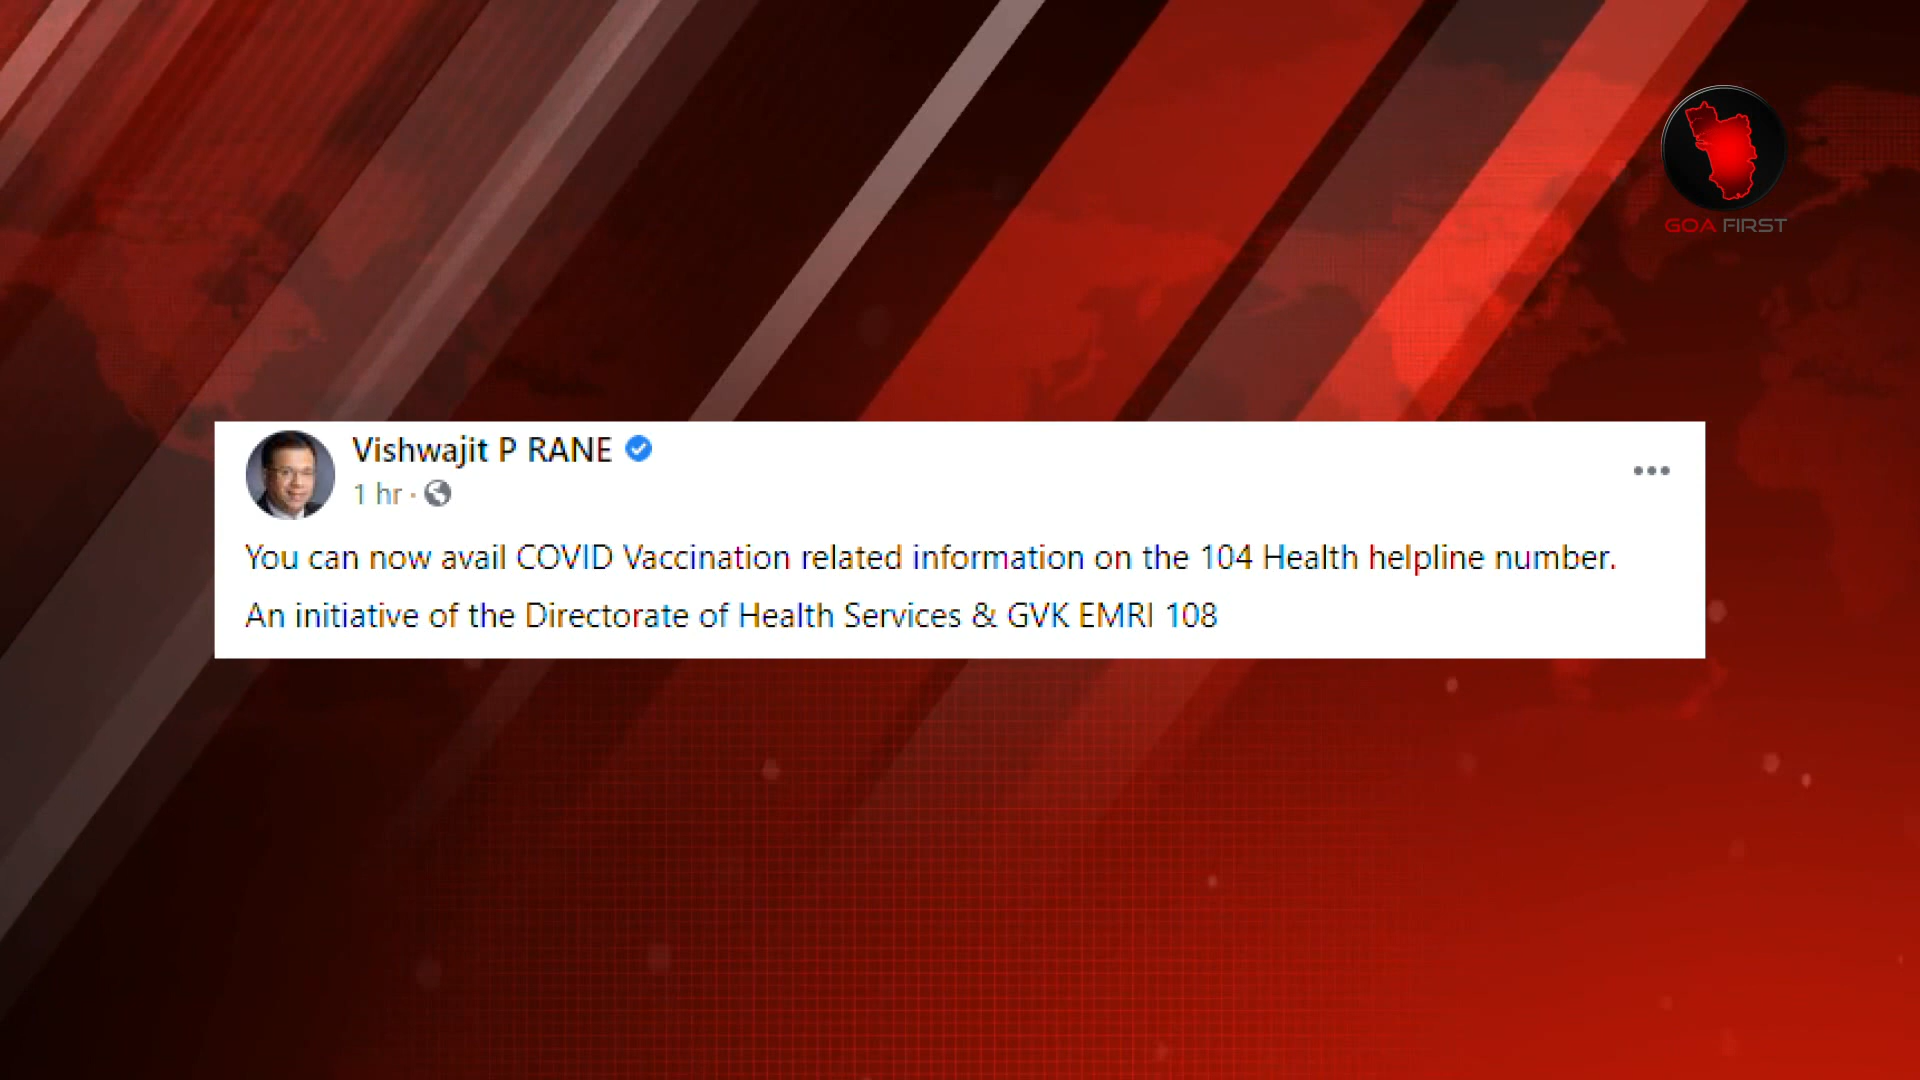 GOA FIRST
Vishwajit P RANE
1 hr ·
You can now avail COVID Vaccination related information on the 104 Health helpline number.
An initiative of the Directorate of Health Services & GVK EMRI 108